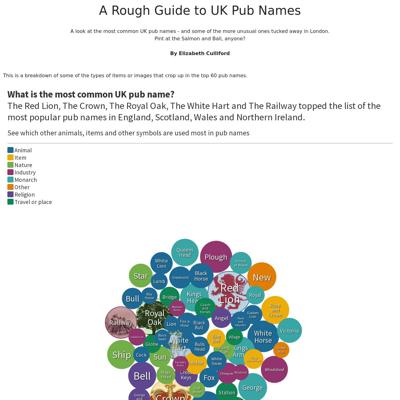 A Rough Guide to UK Pub Names
A look at the most common UK pub names - and some of the more unusual ones tucked away in London.
Pint at the Salmon and Ball, anyone?
By Elizabeth Culliford
This is a breakdown of some of the types of items or images that crop up in the top 60 pub names.
What is the most common UK pub name?
The Red Lion, The Crown, The Royal Oak, The White Hart and The Railway topped the list of the
most popular pub names in England, Scotland, Wales and Northern Ireland.
See which other animals, items and other symbols are used most in pub names
Animal
Item
Nature
Industry
Monarch
Other
Religion
Travel or place
Queens
Head
Plough
White
Lion
Star
Black
Horse
New
Red
Lion
Bull
Bridge
Kings
Royal
Royal
Oak
Railway
Lion
Angel
Victoria
White
Horse
Globe
Ship
Cock
Sun
Bell
Keys
Fox
Station
George
Crown
Woodland